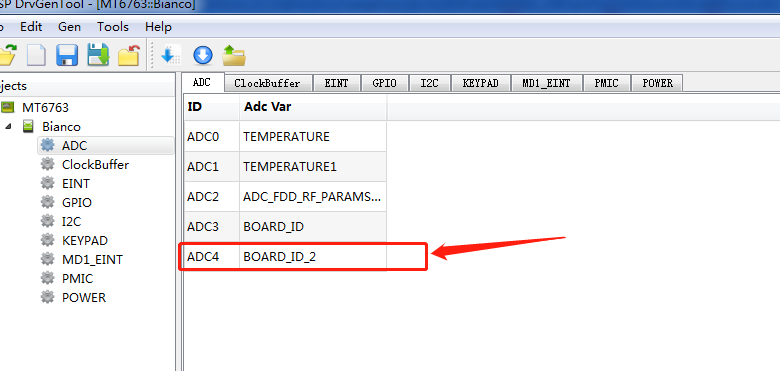 SP DrvGenTool - [MT6763::Bianco]
Edit Gen Tools Help
ADC ClockBuffer EINT GPIO I2C KEYPAD MD1_EINT PMIC POWER
MT6763
Bianco
ADC
ClockBuffer
EINT
GPIO
I2C
KEYPAD
MD1_EINT
PMIC
POWER
ID Adc Var
ADC0 TEMPERATURE
ADC1 TEMPERATURE1
ADC2 ADC_FDD_RF_PARAMS...
ADC3 BOARD_ID
ADC4 BOARD_ID_2